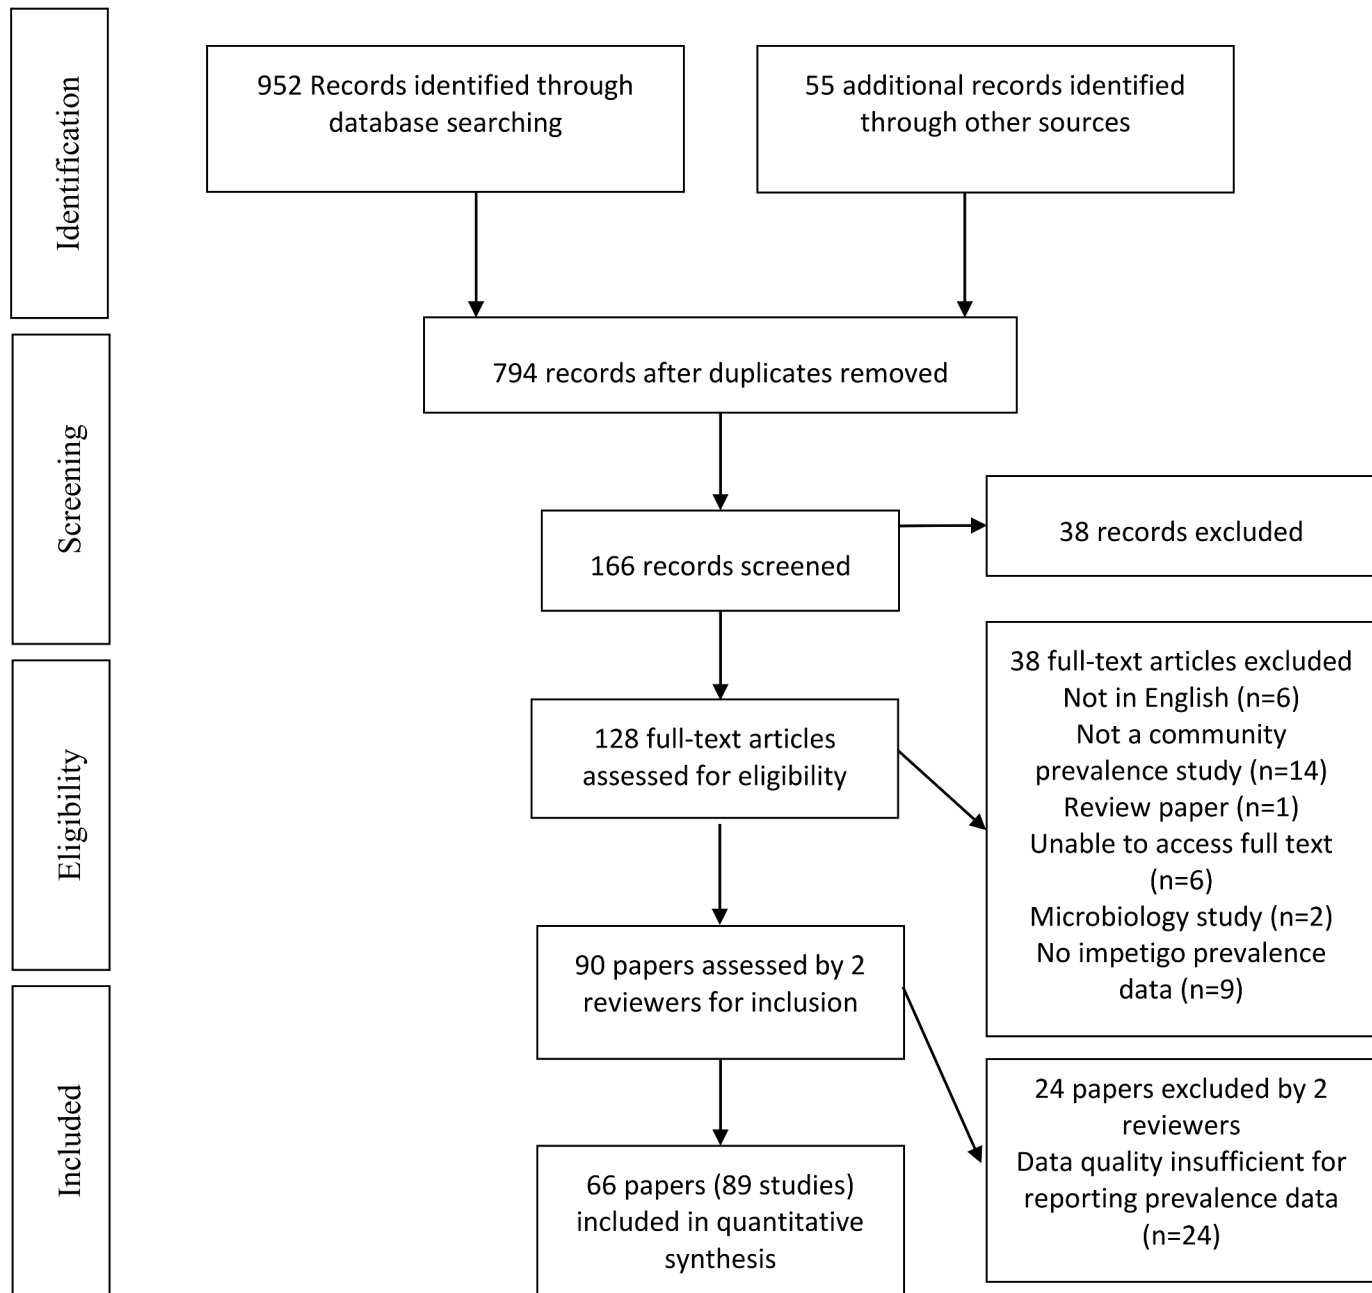 Identification
952 Records identified through
database searching
55 additional records identified
through other sources
794 records after duplicates removed
Screening
166 records screened
38 records excluded
Eligibility
128 full-text articles
assessed for eligibility
38 full-text articles excluded
Not in English (n=6)
Not a community
prevalence study (n=14)
Review paper (n=1)
Unable to access full text
(n=6)
Microbiology study (n=2)
No impetigo prevalence
data (n=9)
90 papers assessed by 2
reviewers for inclusion
Included
24 papers excluded by 2
reviewers
Data quality insufficient for
reporting prevalence data
(n=24)
66 papers (89 studies)
included in quantitative
synthesis